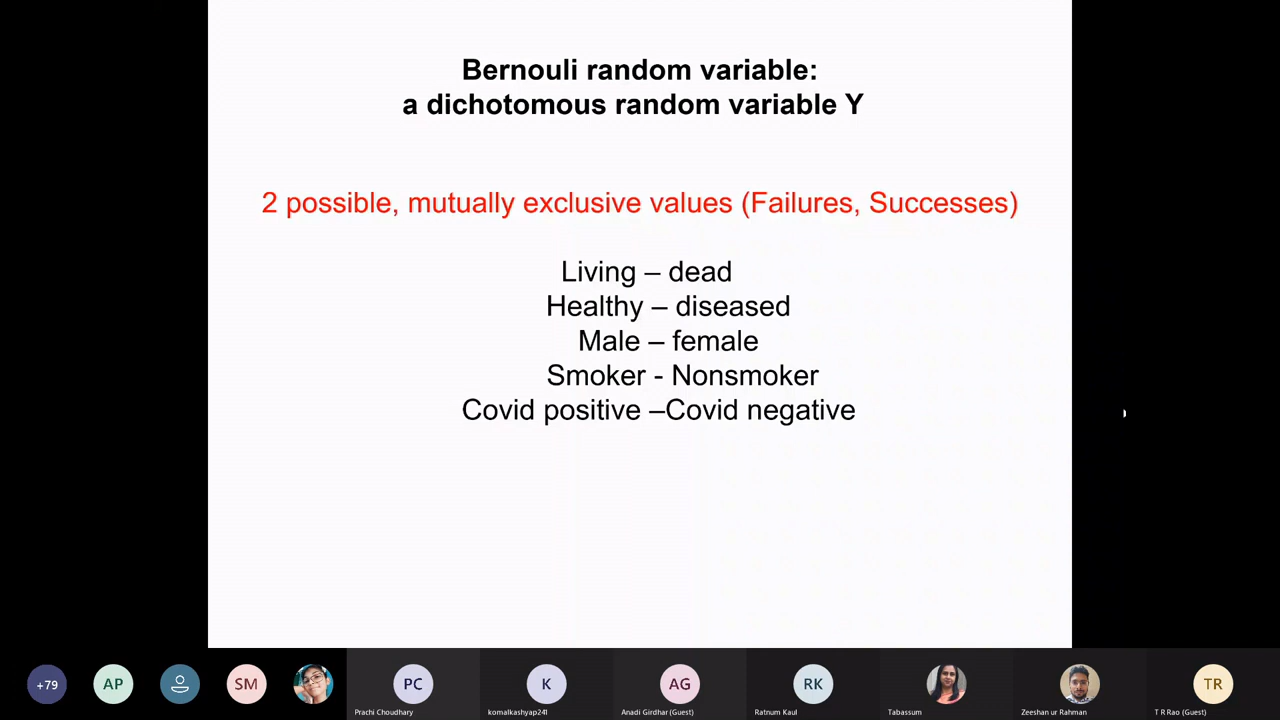 Bernouli random variable:
a dichotomous random variable Y
2 possible, mutually exclusive values (Failures, Successes)
Living – dead
Healthy – diseased
Male – female
Smoker - Nonsmoker
Covid positive –Covid negative
+79
AP
SM
PC
K
AG
RK
TR
Prachi Choudhary
komalkashyap241
Anadi Girdhar (Guest)
Ratnum Kaul
Tabassum
Zeeshan ur Rahman
T R Rao (Guest)